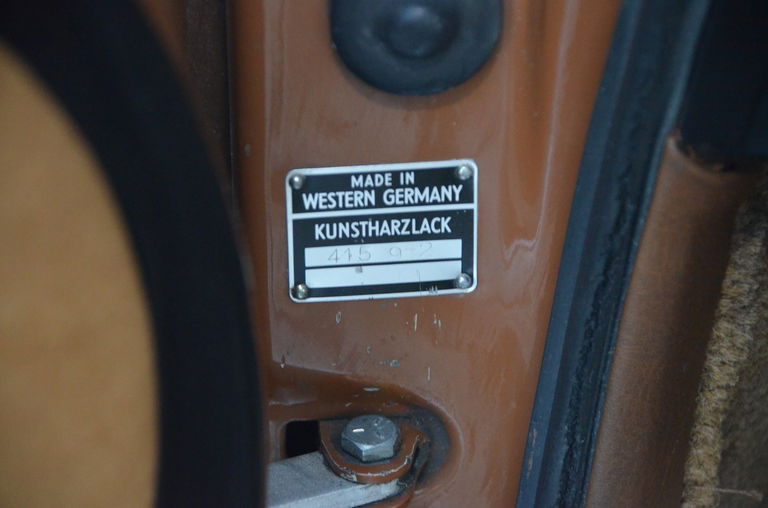 MADE IN
WESTERN GERMANY
KUNSTHARZLACK
415 9-2